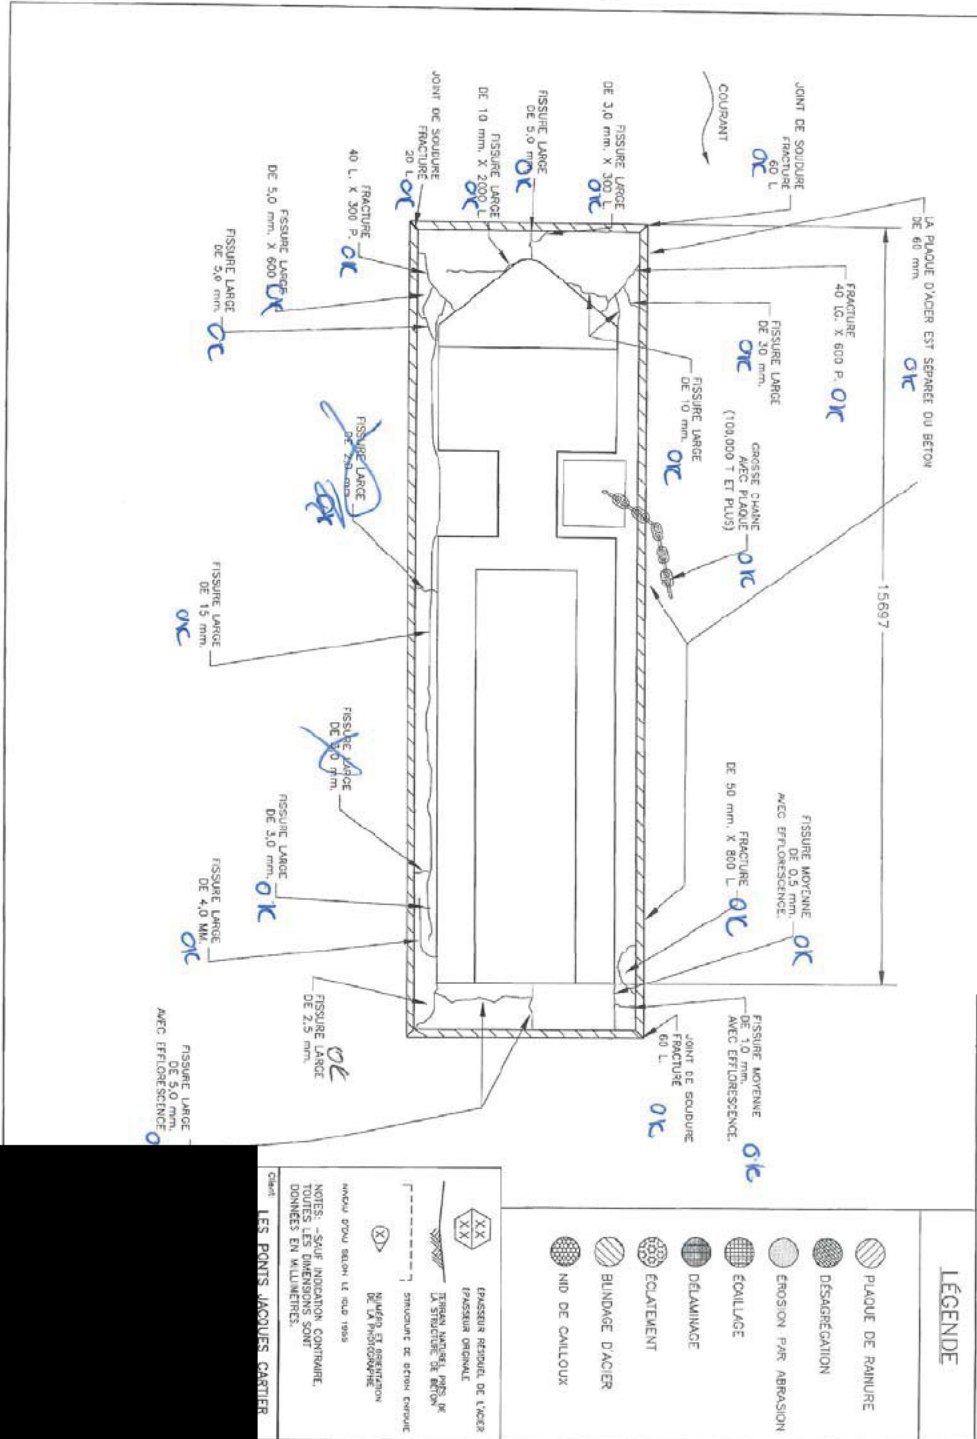 COURANT
JOINT DE SOUDURE
FRACTURÉ
60 L
OK
LA PLAQUE D'ACIER EST SÉPARÉE DU BÉTON
DE 60 mm.
OK
FISSURE LARGE
DE 3,0 mm. X 300 L.
OK
FISSURE LARGE
DE 5,0 mm.
OK
FISSURE LARGE
DE 10 mm. X 2000 L.
OK
JOINT DE SOUDURE
FRACTURÉ
20 L.
OK
FRACTURE
40 L. X 300 P.
OK
FISSURE LARGE
DE 5,0 mm. X 600
OK
FISSURE LARGE
DE 5,0 mm.
OK
FRACTURE
40 LG. X 600 P.
OK
FISSURE LARGE
DE 30 mm.
OK
FISSURE LARGE
DE 10 mm.
OK
GROSSE CHAÎNE
AVEC PLAQUE
(100,000 T ET PLUS)
OK
15697
FISSURE LARGE
OK
FISSURE LARGE
DE 15 mm.
OK
FISSURE LARGE
FISSURE LARGE
DE 3,0 mm.
OK
FISSURE LARGE
DE 4,0 MM.
OK
FISSURE MOYENNE
DE 0,5 mm.
AVEC EFFLORESCENCE.
OK
FRACTURE
DE 50 mm. X 800 L.
OK
FISSURE MOYENNE
DE 1,0 mm.
AVEC EFFLORESCENCE.
OK
JOINT DE SOUDURE
FRACTURÉ
60 L.
OK
FISSURE LARGE
DE 2,5 mm.
OK
FISSURE LARGE
DE 5,0 mm.
AVEC EFFLORESCENCE
LÉGENDE
PLAQUE DE RAINURE
DÉSAGRÉGATION
ÉROSION PAR ABRASION
ÉCAILLAGE
DÉLAMINAGE
ÉCLATEMENT
BLINDAGE D'ACIER
NID DE CAILLOUX
XX
XX
ÉPAISSEUR RÉSIDUEL DE L'ACIER
ÉPAISSEUR ORIGINALE
TERRAIN NATUREL PRÈS DE
LA STRUCTURE DE BÉTON
STRUCTURE DE BÉTON ENFOUIE
X
NUMÉRO ET ORIENTATION
DE LA PHOTOGRAPHIE
NIVEAU D'EAU SELON LE IGLD 1985
NOTES: -SAUF INDICATION CONTRAIRE,
TOUTES LES DIMENSIONS SONT
DONNÉES EN MILLIMÈTRES.
Client: LES PONTS JACQUES CARTIER